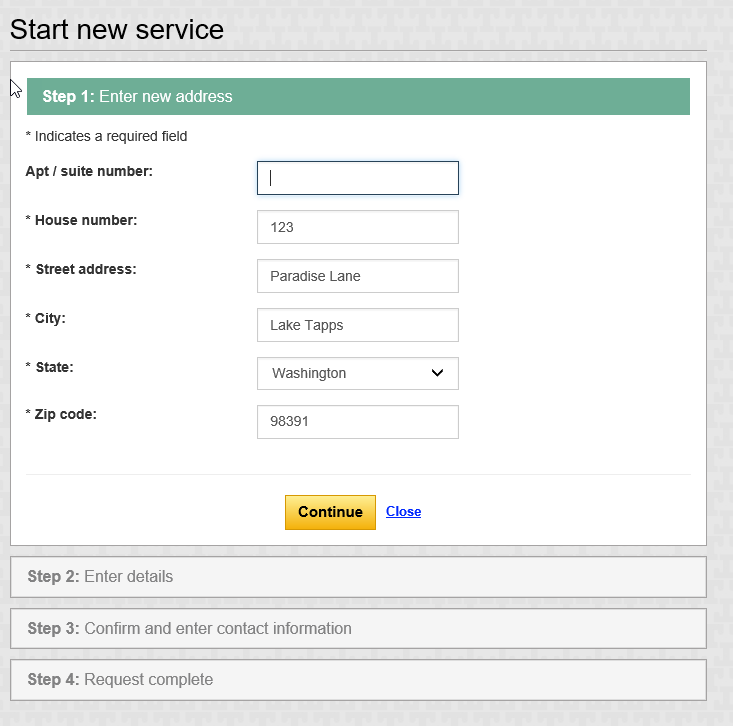 Start new service
Step 1: Enter new address
* Indicates a required field
Apt / suite number:
* House number:
123
* Street address:
Paradise Lane
* City:
Lake Tapps
* State:
Washington
* Zip code:
98391
Continue Close
Step 2: Enter details
Step 3: Confirm and enter contact information
Step 4: Request complete